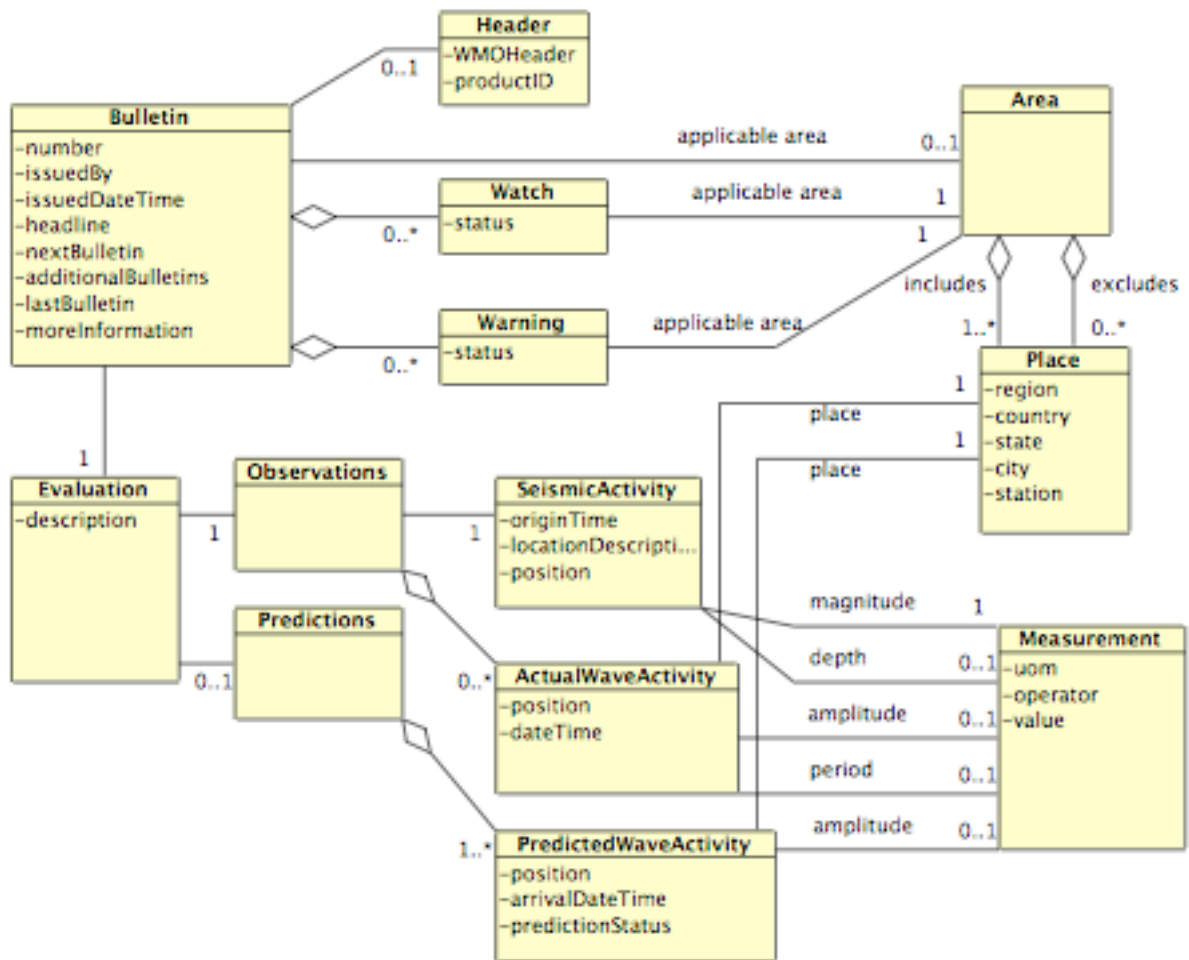 Header
-WMOHeader
-productID
0..1
Bulletin
-number
-issuedBy
-issuedDateTime
-headline
-nextBulletin
-additionalBulletins
-lastBulletin
-moreInformation
applicable area
0..1
Area
Watch
-status
0..*
applicable area
1
Warning
-status
0..*
applicable area
1
includes
1..*
excludes
0..*
Place
-region
-country
-state
-city
-station
1
place
1
place
1
Evaluation
-description
1
Observations
1
SeismicActivity
-originTime
-locationDescripti...
-position
0..1
Predictions
magnitude
1
depth
0..1
Measurement
-uom
-operator
-value
0..*
ActualWaveActivity
-position
-dateTime
amplitude
0..1
period
0..1
amplitude
0..1
1..*
PredictedWaveActivity
-position
-arrivalDateTime
-predictionStatus